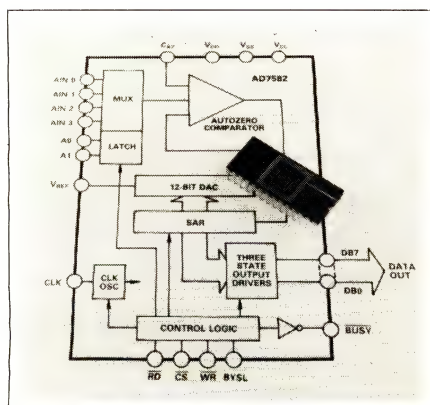 CAZ VDD VSS VCC
AD7582
AIN 0
AIN 1
AIN 2
AIN 3
A0
A1
MUX
LATCH
AUTOZERO
COMPARATOR
VREF
12-BIT DAC
SAR
CLK
CLK
OSC
THREE
STATE
OUTPUT
DRIVERS
DB7
DB0
DATA
OUT
CONTROL LOGIC
BUSY
RD CS WR BYSL